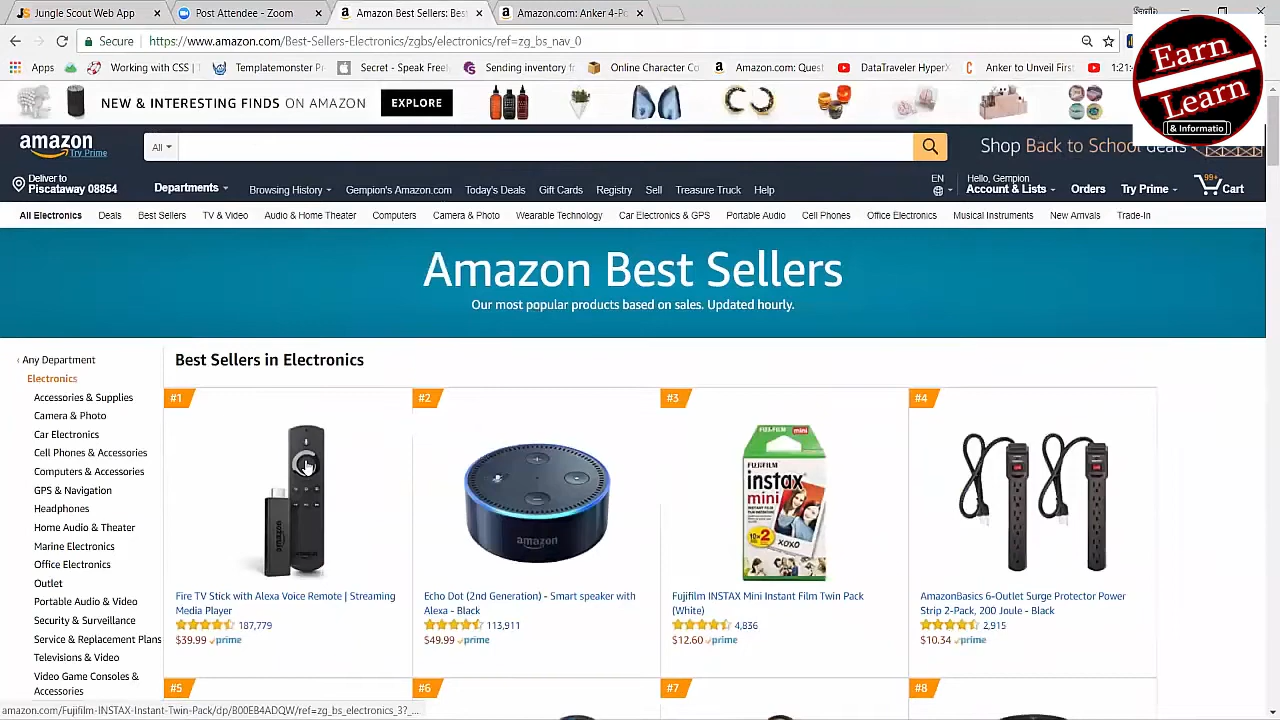 Jungle Scout Web App
Post Attendee - Zoom
Amazon Best Sellers: Bes
Amazon.com: Anker 4-Po
Secure
https://www.amazon.com/Best-Sellers-Electronics/zgbs/electronics/ref=zg_bs_nav_0
Apps
Working with CSS |
Templatemonster
Secret - Speak Free
Sending inventory f
Online Character Co
Amazon.com: Quest
DataTraveler HyperX
Anker to Unveil First
1:21
Earn
Learn
& Informatio
NEW & INTERESTING FINDS ON AMAZON
EXPLORE
amazon
Try Prime
All
Shop Back to School deals
Deliver to
Piscataway 08854
Departments
Browsing History
Gempion's Amazon.com
Today's Deals
Gift Cards
Registry
Sell
Treasure Truck
Help
EN
Hello, Gempion
Account & Lists
Orders
Try Prime
99+
Cart
All Electronics
Deals
Best Sellers
TV & Video
Audio & Home Theater
Computers
Camera & Photo
Wearable Technology
Car Electronics & GPS
Portable Audio
Cell Phones
Office Electronics
Musical Instruments
New Arrivals
Trade-In
Amazon Best Sellers
Our most popular products based on sales. Updated hourly.
‹ Any Department
Electronics
Accessories & Supplies
Camera & Photo
Car Electronics
Cell Phones & Accessories
Computers & Accessories
GPS & Navigation
Headphones
Home Audio & Theater
Marine Electronics
Office Electronics
Outlet
Portable Audio & Video
Security & Surveillance
Service & Replacement Plans
Televisions & Video
Video Game Consoles &
Accessories
Best Sellers in Electronics
#1
amazon
Fire TV Stick with Alexa Voice Remote | Streaming
Media Player
187,779
$39.99 prime
#2
amazon
Echo Dot (2nd Generation) - Smart speaker with
Alexa - Black
113,911
$49.99 prime
#3
FUJIFILM mini
FUJIFILM
instax
mini
XOXO
Fujifilm INSTAX Mini Instant Film Twin Pack
(White)
4,836
$12.60 prime
#4
AmazonBasics 6-Outlet Surge Protector Power
Strip 2-Pack, 200 Joule - Black
2,915
$10.34 prime
#5
#6
#7
#8
amazon.com/Fujifilm-INSTAX-Instant-Twin-Pack/dp/B00EB4ADQW/ref=zg_bs_electronics_3?_...